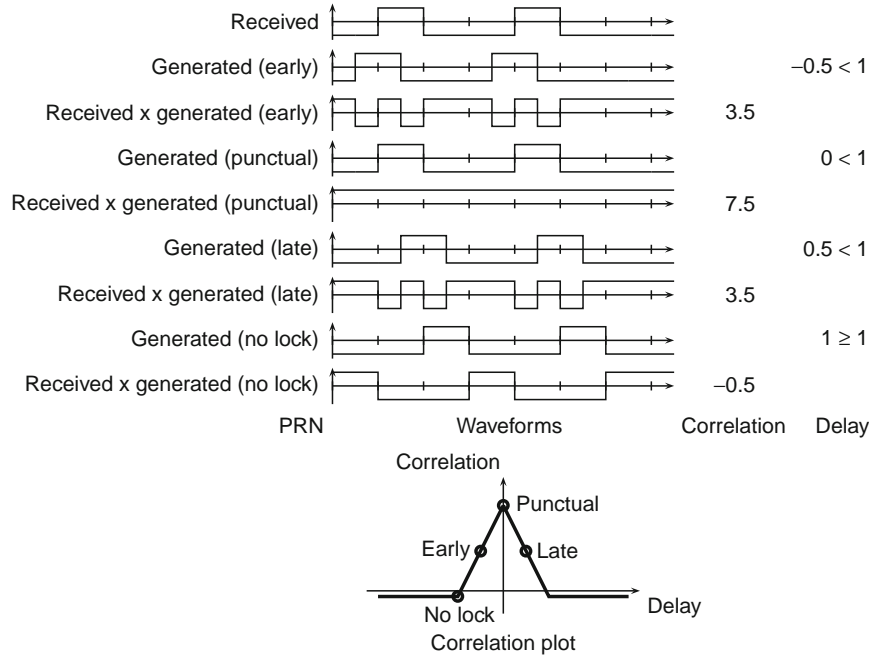 Received
Generated (early) −0.5 < 1
Received x generated (early) 3.5
Generated (punctual) 0 < 1
Received x generated (punctual) 7.5
Generated (late) 0.5 < 1
Received x generated (late) 3.5
Generated (no lock) 1 ≥ 1
Received x generated (no lock) −0.5
PRN Waveforms Correlation Delay
Correlation
Punctual
Early Late
Delay
No lock
Correlation plot